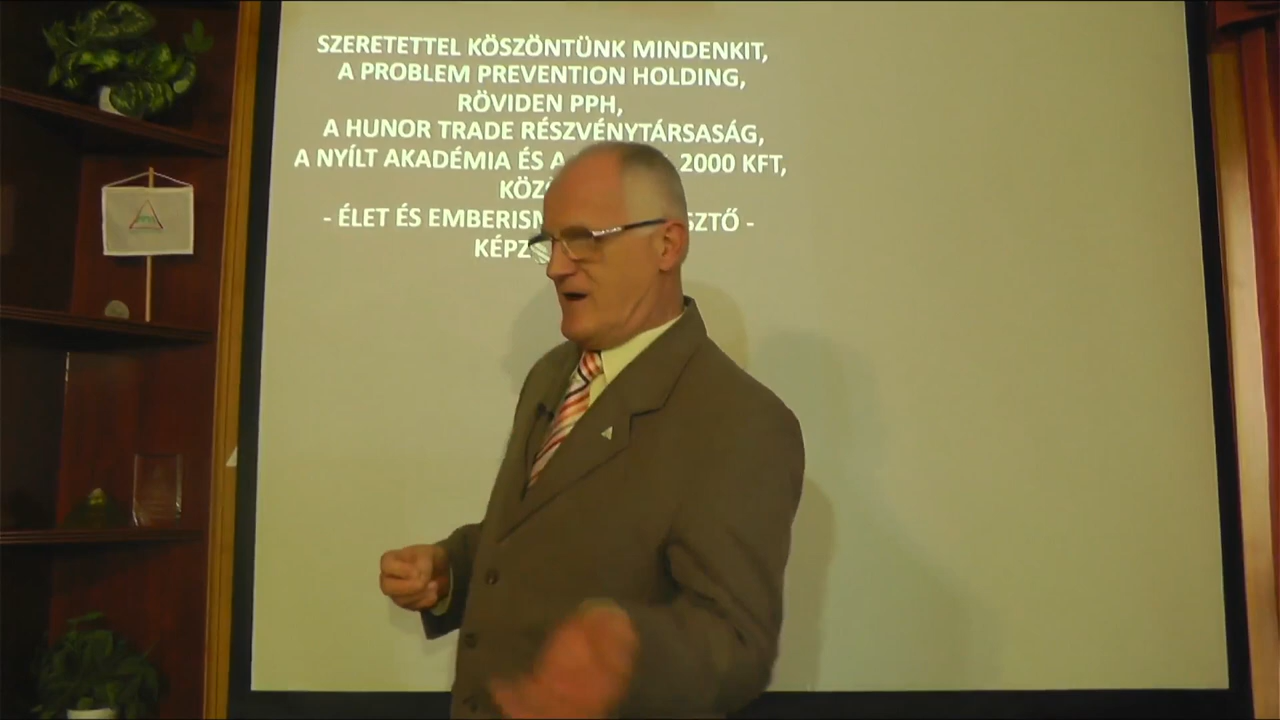 SZERETETTEL KÖSZÖNTÜNK MINDENKIT,
A PROBLEM PREVENTION HOLDING,
RÖVIDEN PPH,
A HUNOR TRADE RÉSZVÉNYTÁRSASÁG,
A NYÍLT AKADÉMIA ÉS A 2000 KFT,
- ÉLET ÉS -